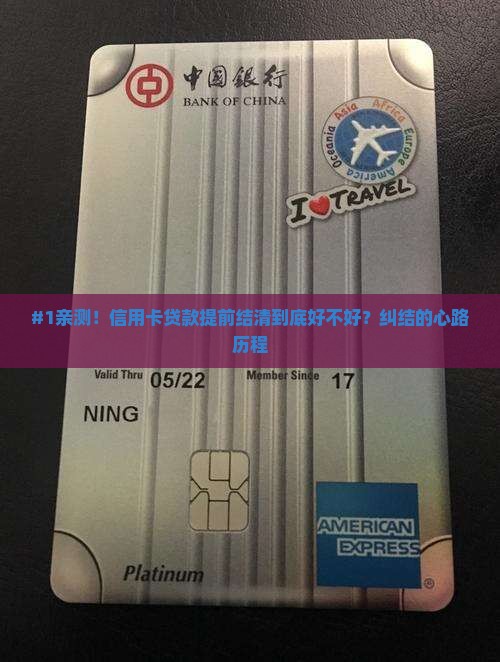 中國銀行
BANK OF CHINA
Asia Africa Europe America Oceania
I ❤ TRAVEL
#1亲测！信用卡贷款提前结清到底好不好？纠结的心路
历程
Valid Thru 05/22 Member Since 17
NING
AMERICAN
EXPRESS
®
Platinum